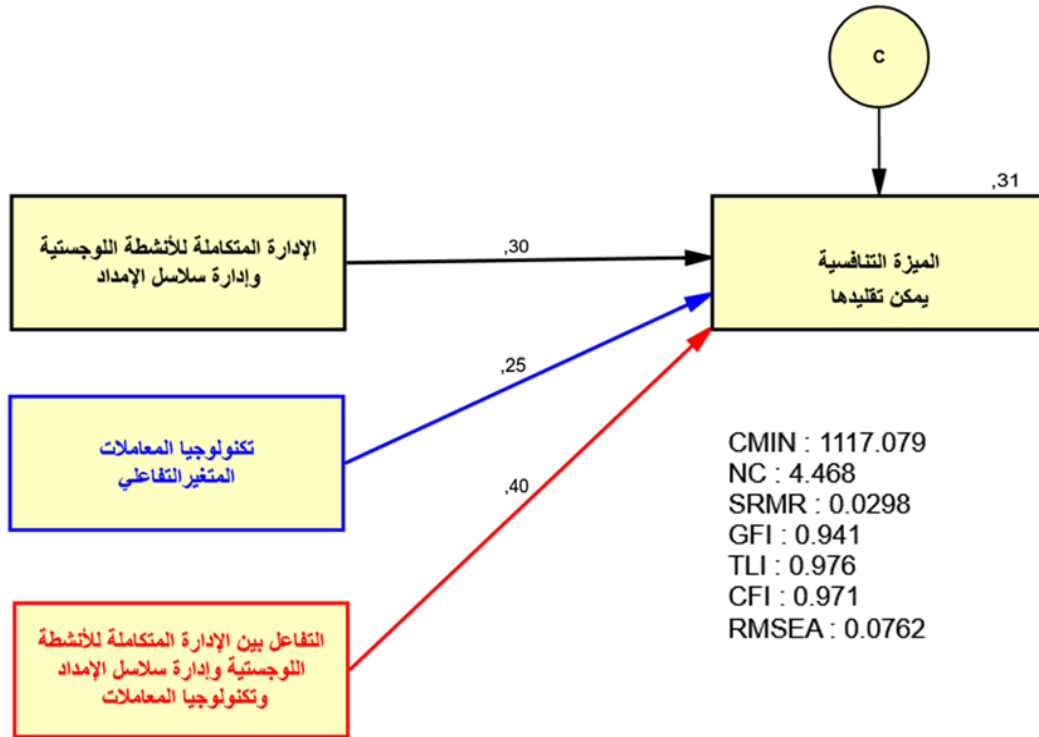 C
,31
الإدارة المتكاملة للأنشطة اللوجستية
وإدارة سلاسل الإمداد
,30
الميزة التنافسية
يمكن تقليدها
,25
تكنولوجيا المعاملات
المتغيرالتفاعلي
,40
التفاعل بين الإدارة المتكاملة للأنشطة
اللوجستية وإدارة سلاسل الإمداد
وتكنولوجيا المعاملات
CMIN : 1117.079
NC : 4.468
SRMR : 0.0298
GFI : 0.941
TLI : 0.976
CFI : 0.971
RMSEA : 0.0762